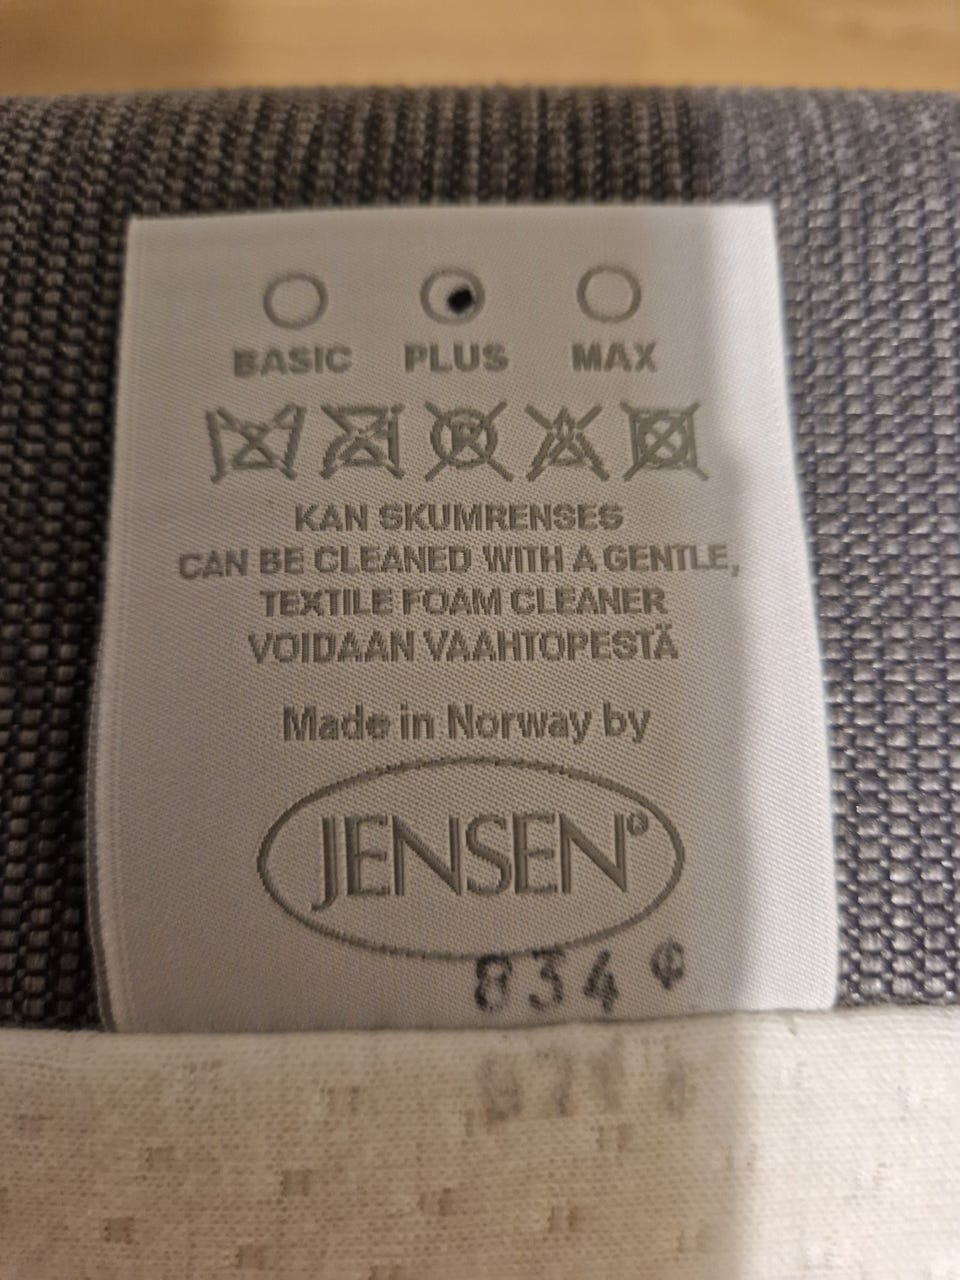 BASIC PLUS MAX
KAN SKUMRENSES
CAN BE CLEANED WITH A GENTLE,
TEXTILE FOAM CLEANER
VOIDAAN VAAHTOPESTÄ
Made in Norway by
JENSEN®
834